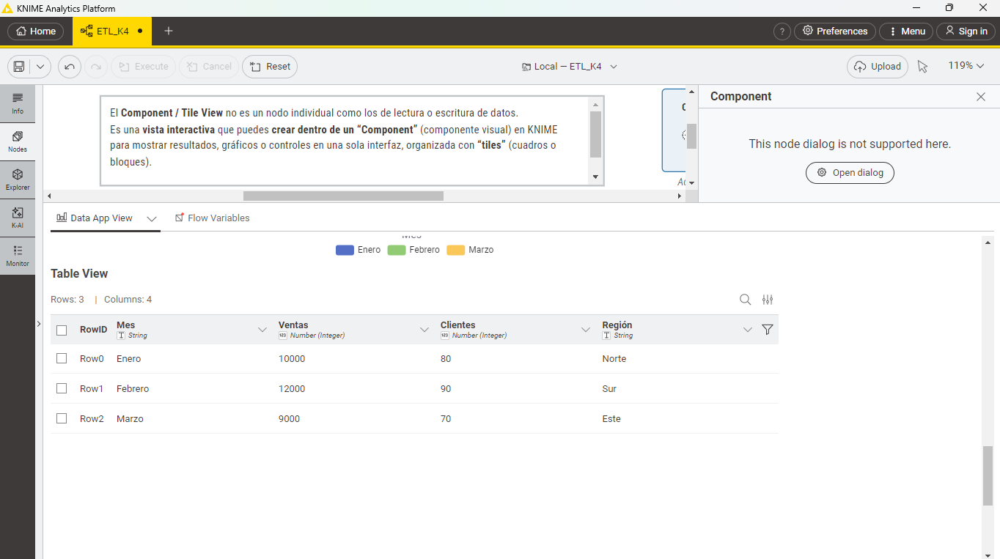 KNIME Analytics Platform
Home
ETL_K4
?
Preferences
Menu
Sign in
Execute
Cancel
Reset
Local — ETL_K4
Upload
119%
Info
Nodes
Explorer
K-AI
Monitor
El Component / Tile View no es un nodo individual como los de lectura o escritura de datos.
Es una vista interactiva que puedes crear dentro de un “Component” (componente visual) en KNIME
para mostrar resultados, gráficos o controles en una sola interfaz, organizada con “tiles” (cuadros o
bloques).
Component
This node dialog is not supported here.
Open dialog
Data App View
Flow Variables
Mes
Enero Febrero Marzo
Table View
Rows: 3 | Columns: 4
RowID Mes Ventas Clientes Región
T String 123 Number (Integer) 123 Number (Integer) T String
Row0 Enero 10000 80 Norte
Row1 Febrero 12000 90 Sur
Row2 Marzo 9000 70 Este